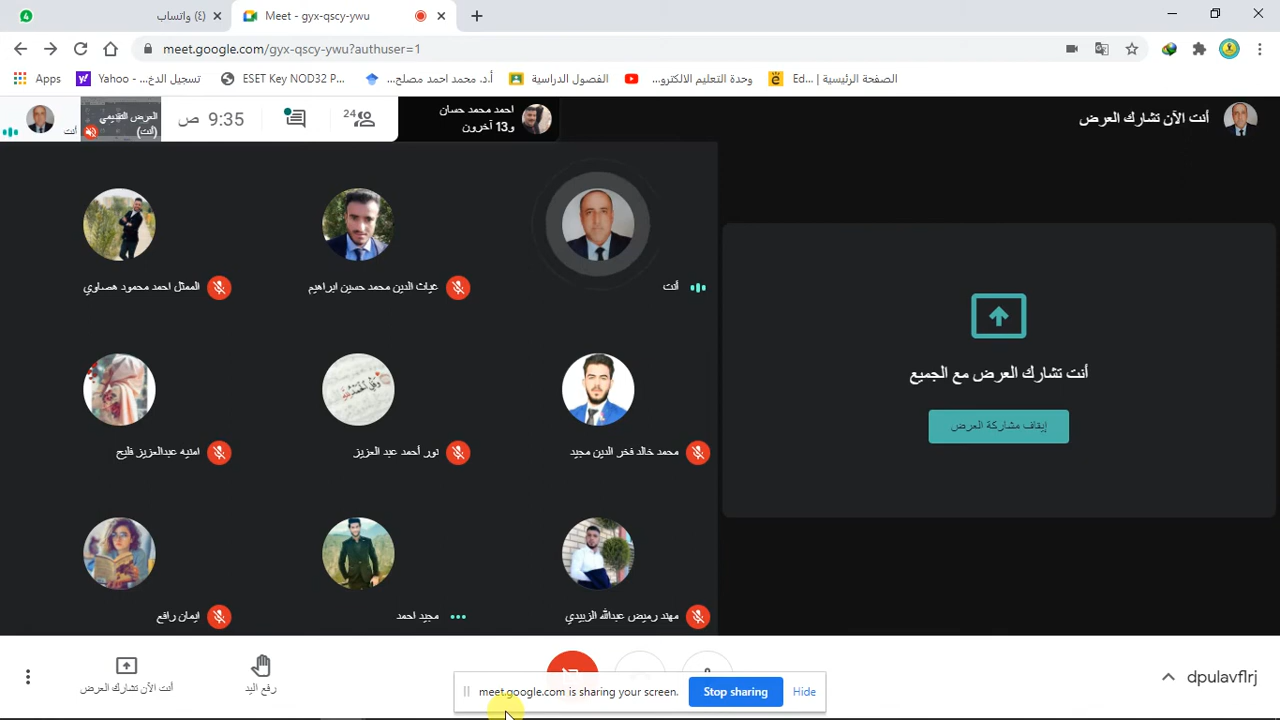 (٤) واتساب
Meet - gyx-qscy-ywu
meet.google.com/gyx-qscy-ywu?authuser=1
Apps
Yahoo - تسجيل الدخ...
ESET Key NOD32 P...
أ.د. محمد احمد مصلح...
الفصول الدراسية
وحدة التعليم الالكترو...
Ed... | الصفحة الرئيسية
أنت
العرض التقديمي
(أنت)
9:35 ص
24
احمد محمد حسان
و13 آخرون
أنت الآن تشارك العرض
أنت
غياث الدين محمد حسين ابراهيم
الممثل احمد محمود هصاوي
محمد خالد فخر الدين مجيد
نور أحمد عبد العزيز
امنيه عبدالعزيز فليح
مهند رميض عبدالله الزبيدي
مجيد احمد
ايمان رافع
أنت تشارك العرض مع الجميع
إيقاف مشاركة العرض
أنت الآن تشارك العرض
رفع اليد
meet.google.com is sharing your screen.
Stop sharing
Hide
dpulavflrj